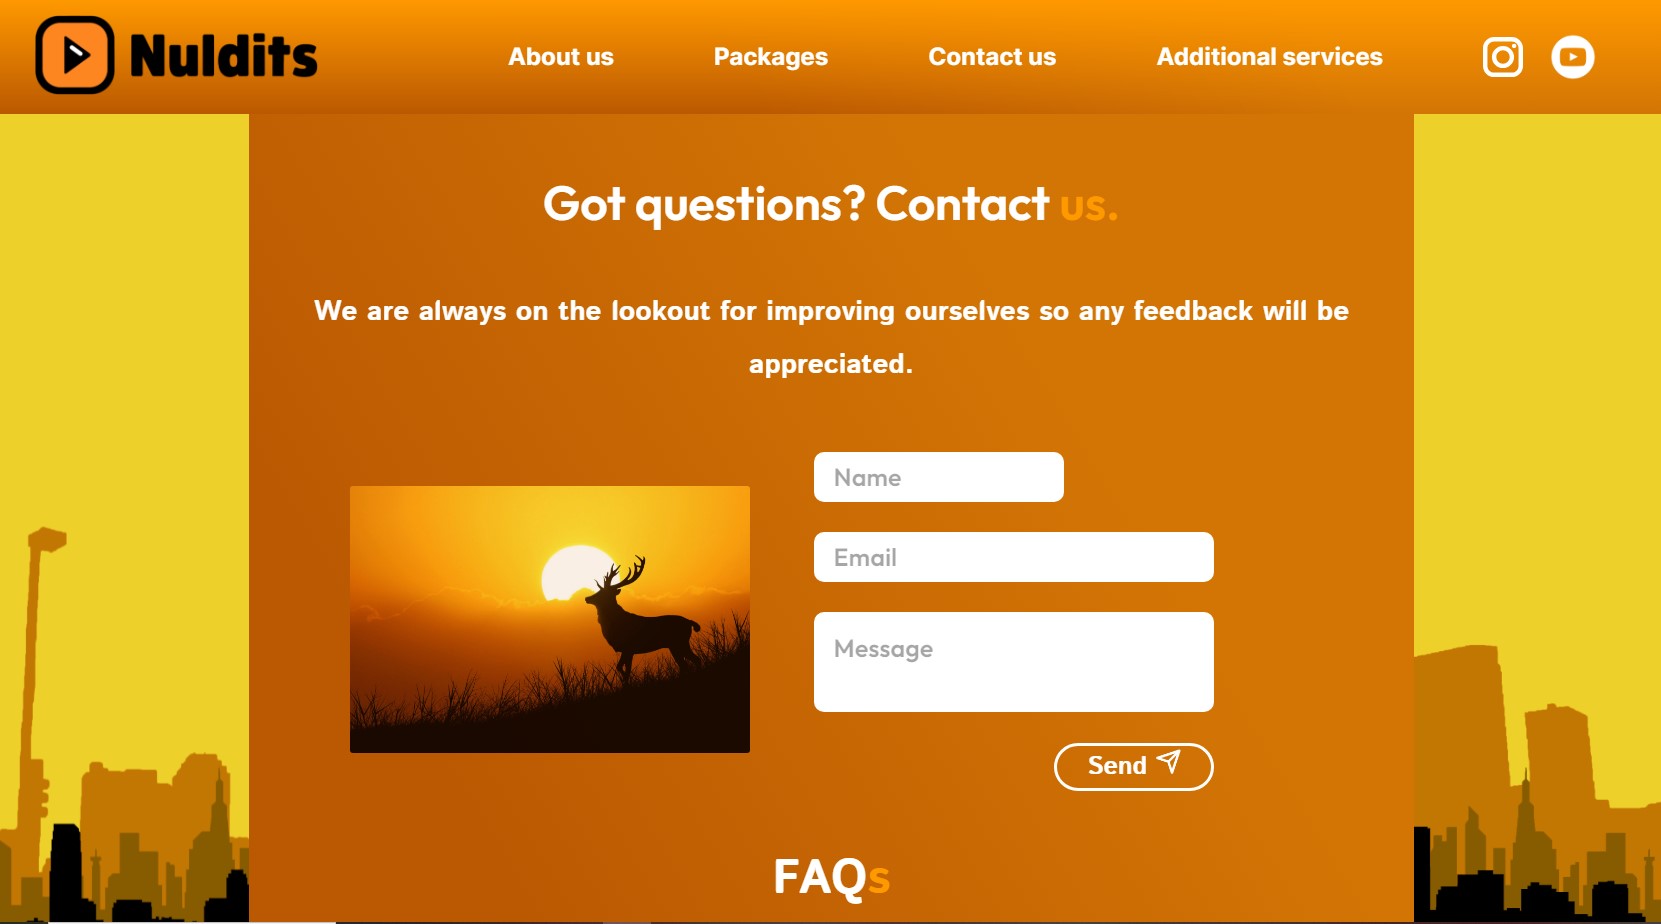 Nuldits
About us
Packages
Contact us
Additional services
Got questions? Contact us.
We are always on the lookout for improving ourselves so any feedback will be
appreciated.
Name
Email
Message
Send
FAQs